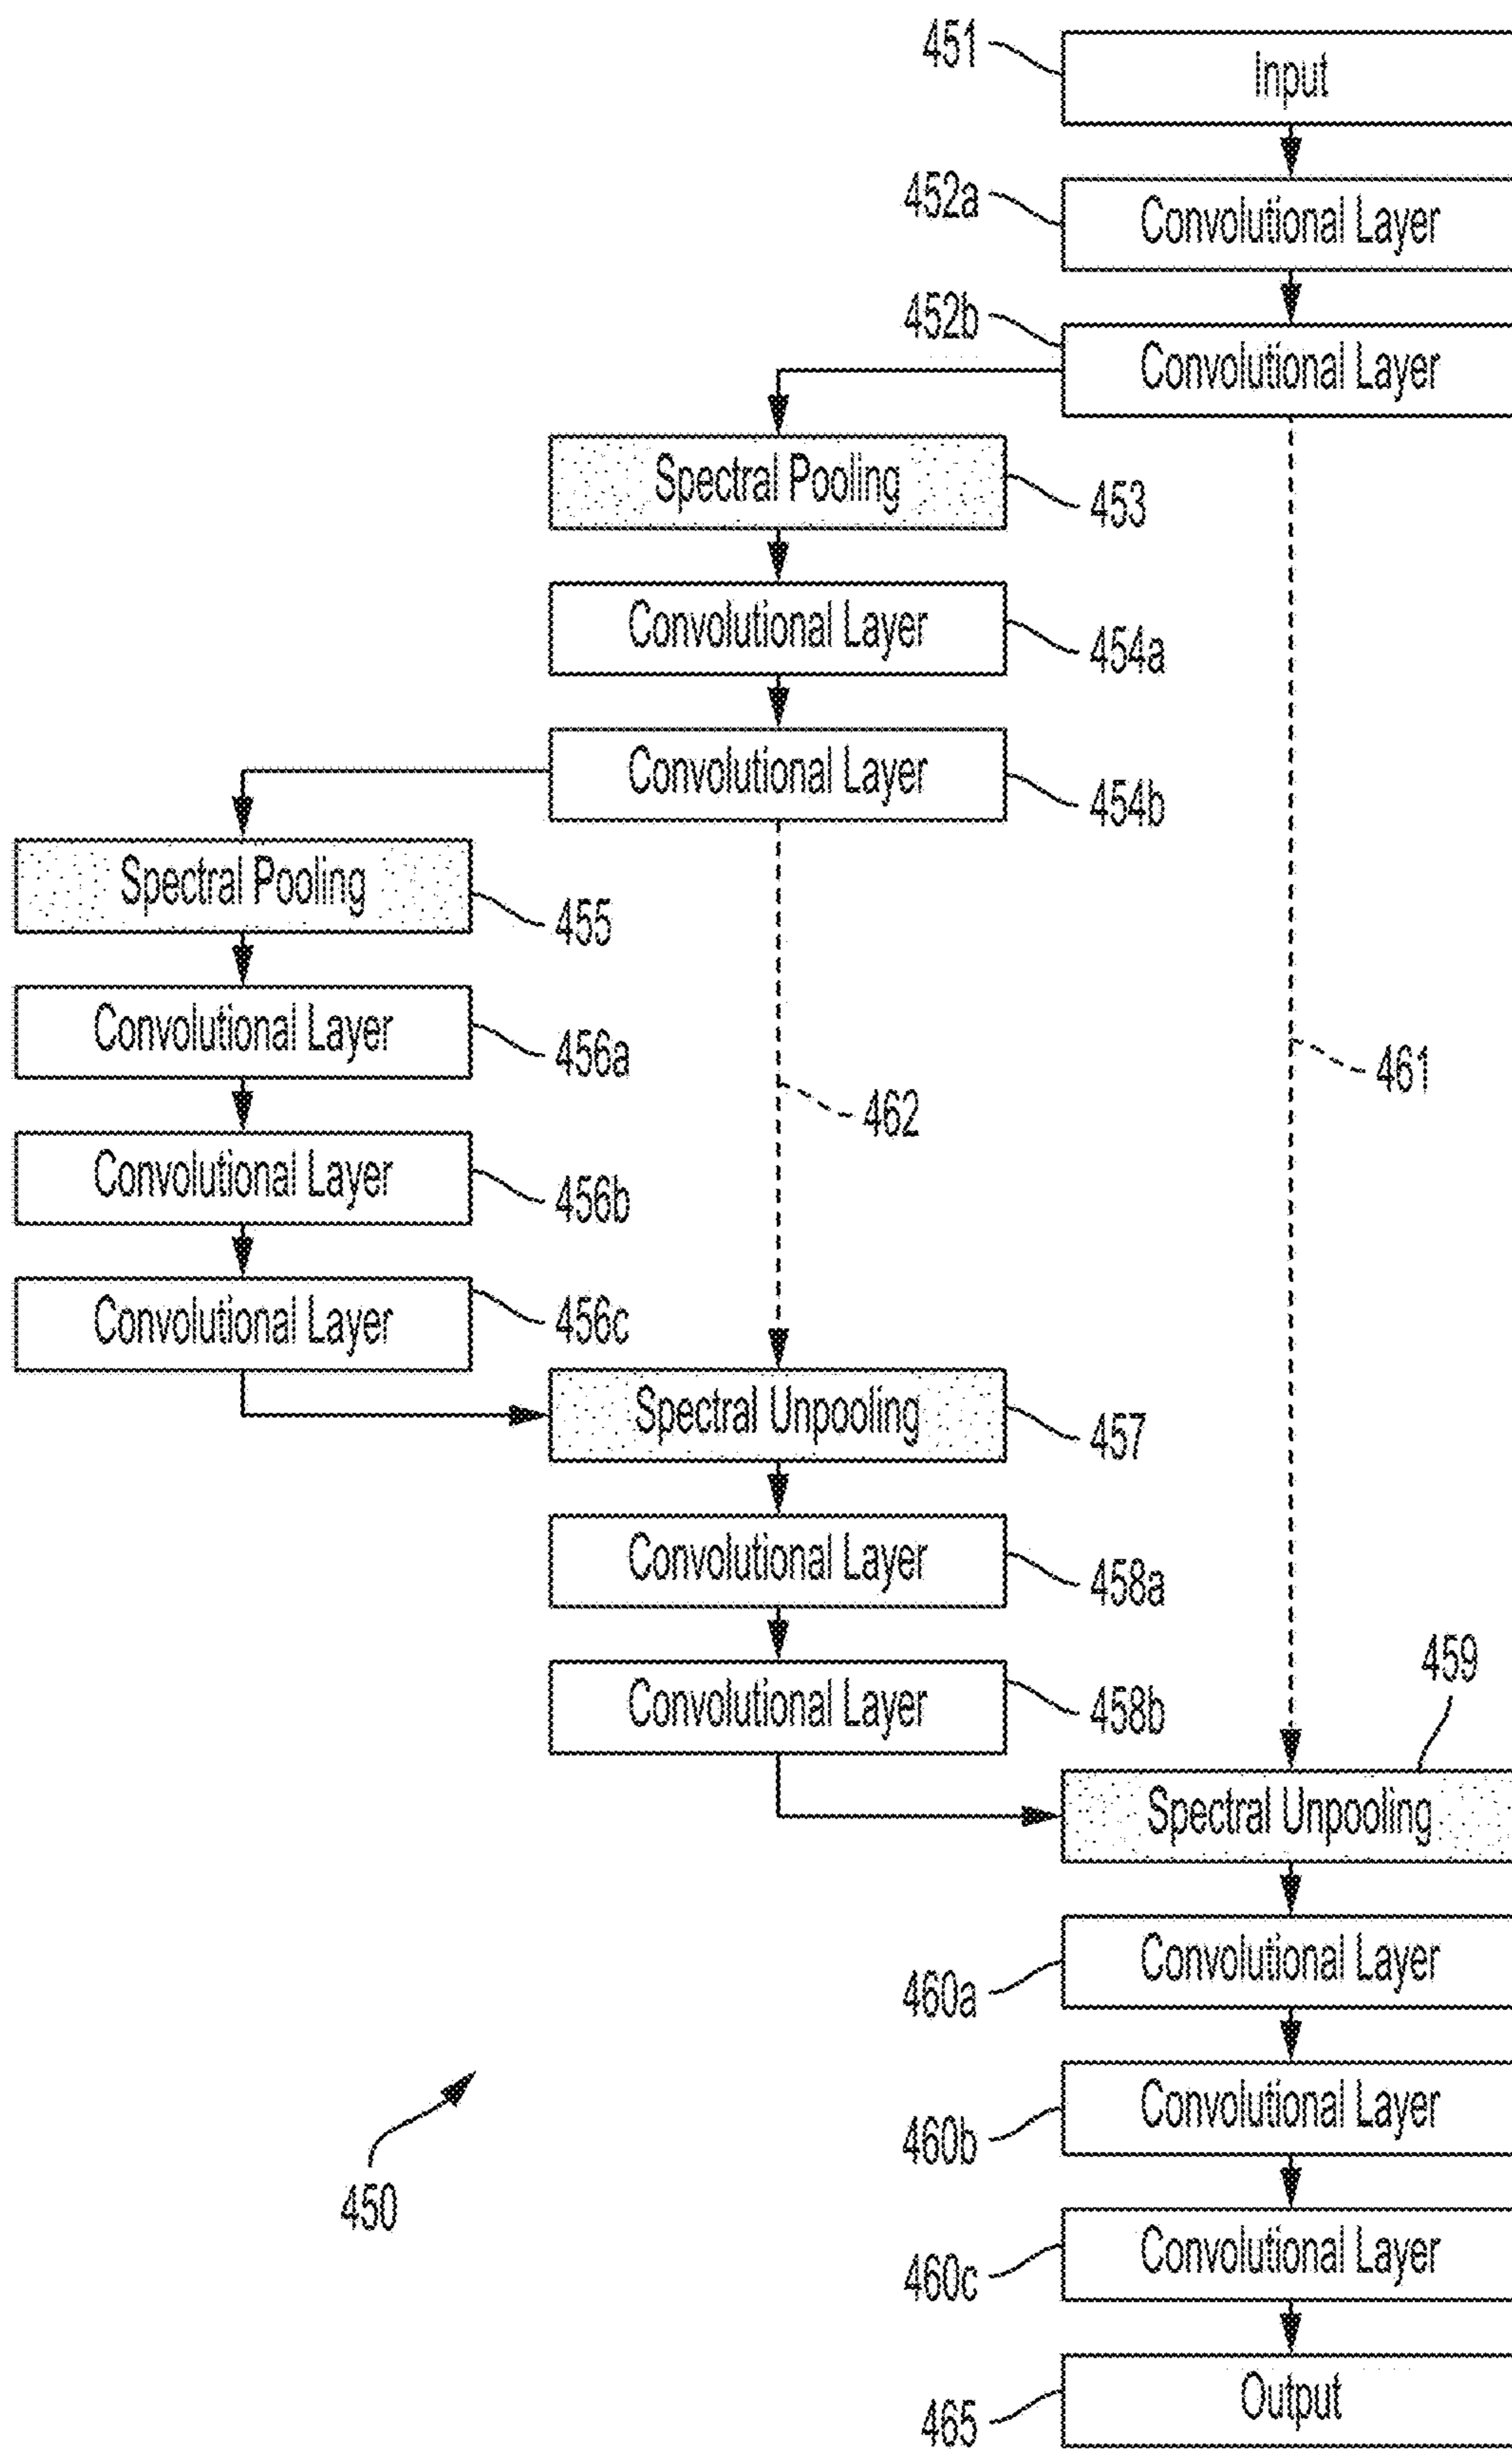 451
Input
452a
Convolutional Layer
452b
Convolutional Layer
Spectral Pooling
453
Convolutional Layer
454a
Convolutional Layer
454b
Spectral Pooling
455
Convolutional Layer
456a
461
462
Convolutional Layer
456b
Convolutional Layer
456c
Spectral Unpooling
457
Convolutional Layer
458a
Convolutional Layer
458b
459
Spectral Unpooling
Convolutional Layer
460a
Convolutional Layer
460b
450
Convolutional Layer
460c
Output
465